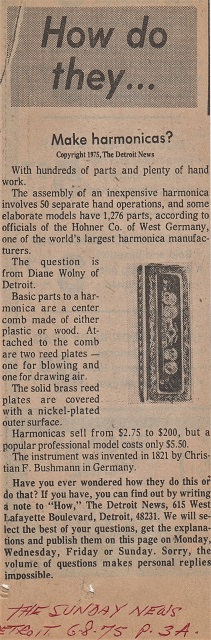 How do
they...
Make harmonicas?
Copyright 1975, The Detroit News
With hundreds of parts and plenty of hand
work.
The assembly of an inexpensive harmonica
involves 50 separate hand operations, and some
elaborate models have 1,276 parts, according to
officials of the Hohner Co. of West Germany,
one of the world's largest harmonica manufac-
turers.
The question is
from Diane Wolny of
Detroit.
Basic parts to a har-
monica are a center
comb made of either
plastic or wood. At-
tached to the comb
are two reed plates —
one for blowing and
one for drawing air.
The solid brass reed
plates are covered
with a nickel-plated
outer surface.
Harmonicas sell from $2.75 to $200, but a
popular professional model costs only $5.50.
The instrument was invented in 1821 by Chris-
tian F. Bushmann in Germany.
Have you ever wondered how they do this or
do that? If you have, you can find out by writing
a note to "How," The Detroit News, 615 West
Lafayette Boulevard, Detroit, 48231. We will se-
lect the best of your questions, get the explana-
tions and publish them on this page on Monday,
Wednesday, Friday or Sunday. Sorry, the
volume of questions makes personal replies
impossible.
THE SUNDAY NEWS
ETROIT 6-8-75 P. 3A.